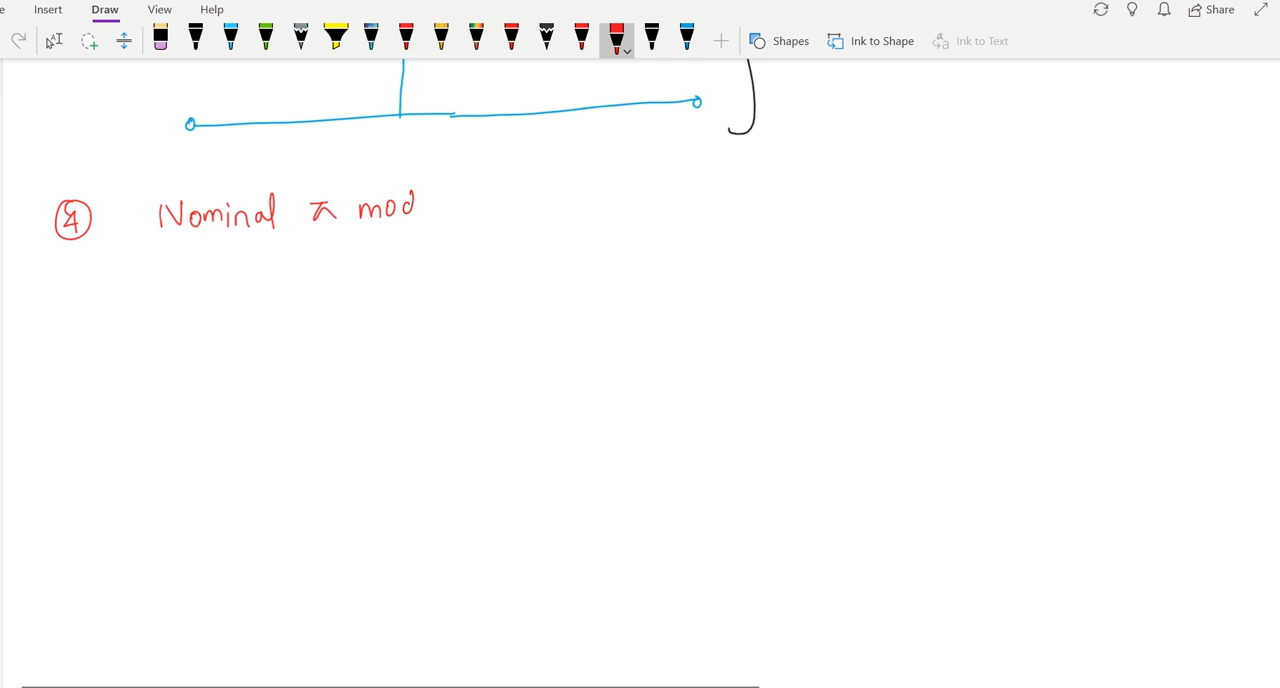 e Insert Draw View Help Share
Shapes Ink to Shape Ink to Text
④ Nominal π mod